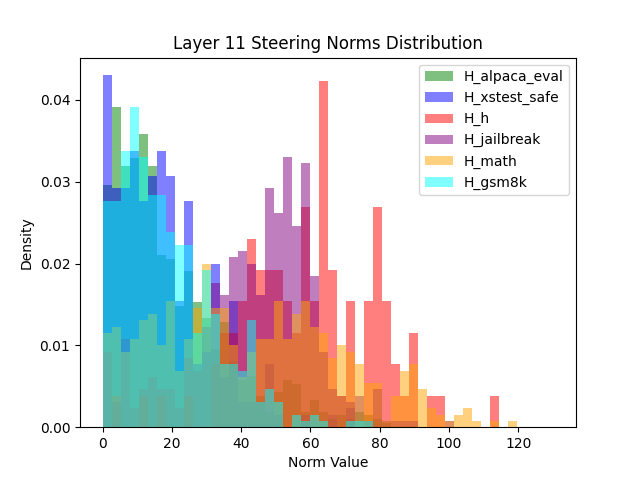 Layer 11 Steering Norms Distribution
H_alpaca_eval
H_xstest_safe
H_h
H_jailbreak
H_math
H_gsm8k
Density
0.04
0.03
0.02
0.01
0.00
0 20 40 60 80 100 120
Norm Value